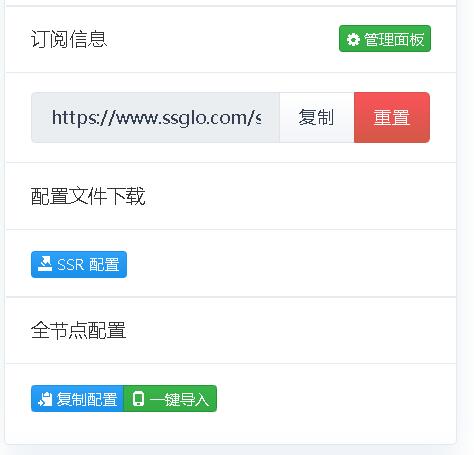 订阅信息 管理面板
https://www.ssglo.com/s 复制 重置
配置文件下载
SSR 配置
全节点配置
复制配置 一键导入